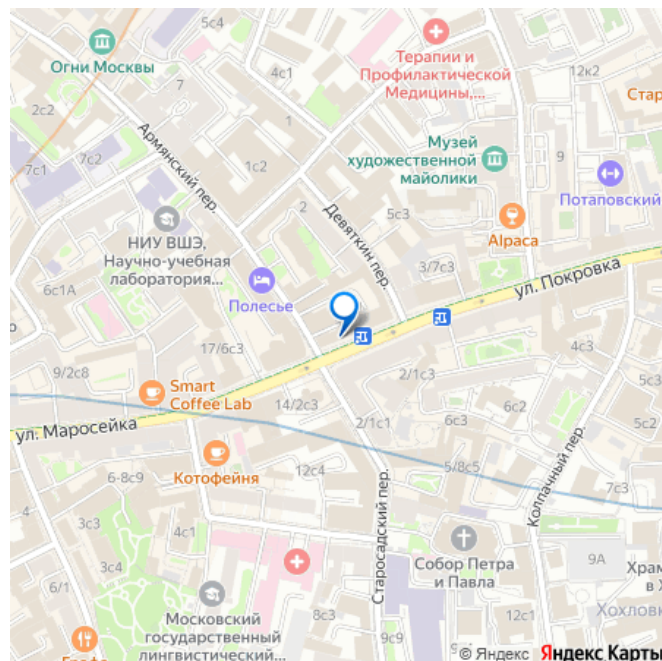 5с3
5с2
12к2
Огни Москвы
4с1
Терапии и
Профилактической
Медицины,...
Стар
2с2
7
1
Музей
художественной
майолики
9
7с1
7с2
1с2
Армянский пер.
Потаповский
2
Девяткин пер.
5с3
НИУ ВШЭ,
Научно-учебная
лаборатория...
Alpaca
6с1А
3/7с3
ул. Покровка
Полесье
о
17/6с3
9/2с8
Smart
Coffee Lab
2/1с3
14/2с3
6с2
ул. Маросейка
2/1с1
6с3
5с2
Колпачный пер.
6-8с9
Котофейня
12с4
5/8с5
7с3
3с3
4с1
Старосадский пер.
Собор Петра
и Павла
9А
Храм
в Х
Хохловк
6/1
3с4
8с3
Московский
государственный
лингвистический...
12с1
9с9
© Яндекс Яндекс Карты